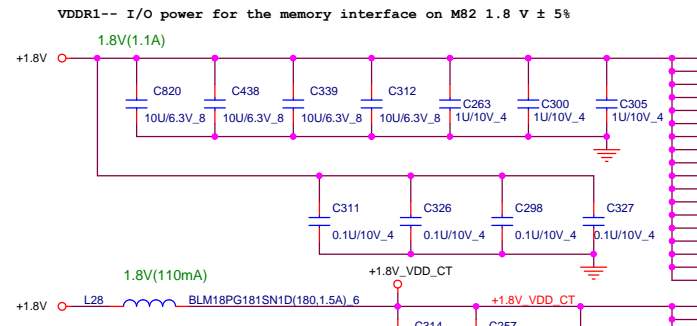 VDDR1-- I/O power for the memory interface on M82 1.8 V ± 5%
1.8V(1.1A)
+1.8V
C820 C438 C339 C312 C263 C300 C305
10U/6.3V_8 10U/6.3V_8 10U/6.3V_8 10U/6.3V_8 1U/10V_4 1U/10V_4 1U/10V_4
C311 C326 C298 C327
0.1U/10V_4 0.1U/10V_4 0.1U/10V_4 0.1U/10V_4
1.8V(110mA)
+1.8V_VDD_CT
+1.8V L28 BLM18PG181SN1D(180,1.5A)_6 +1.8V_VDD_CT
C314 C257